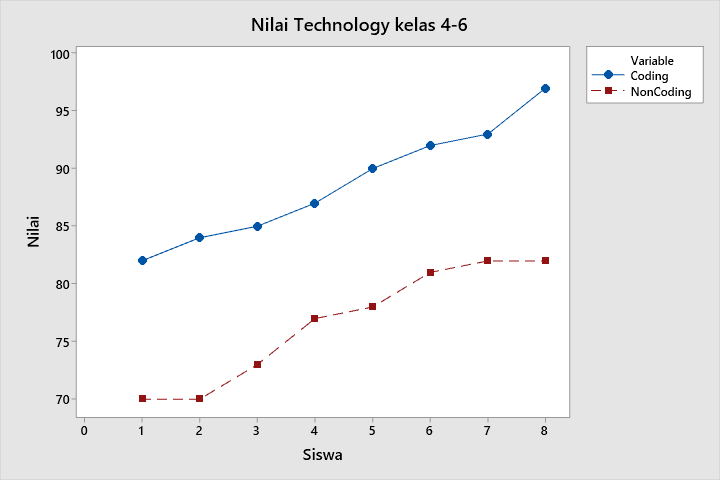 Nilai Technology kelas 4-6
Variable
Coding
NonCoding
100
95
90
85
80
75
70
Nilai
0 1 2 3 4 5 6 7 8
Siswa